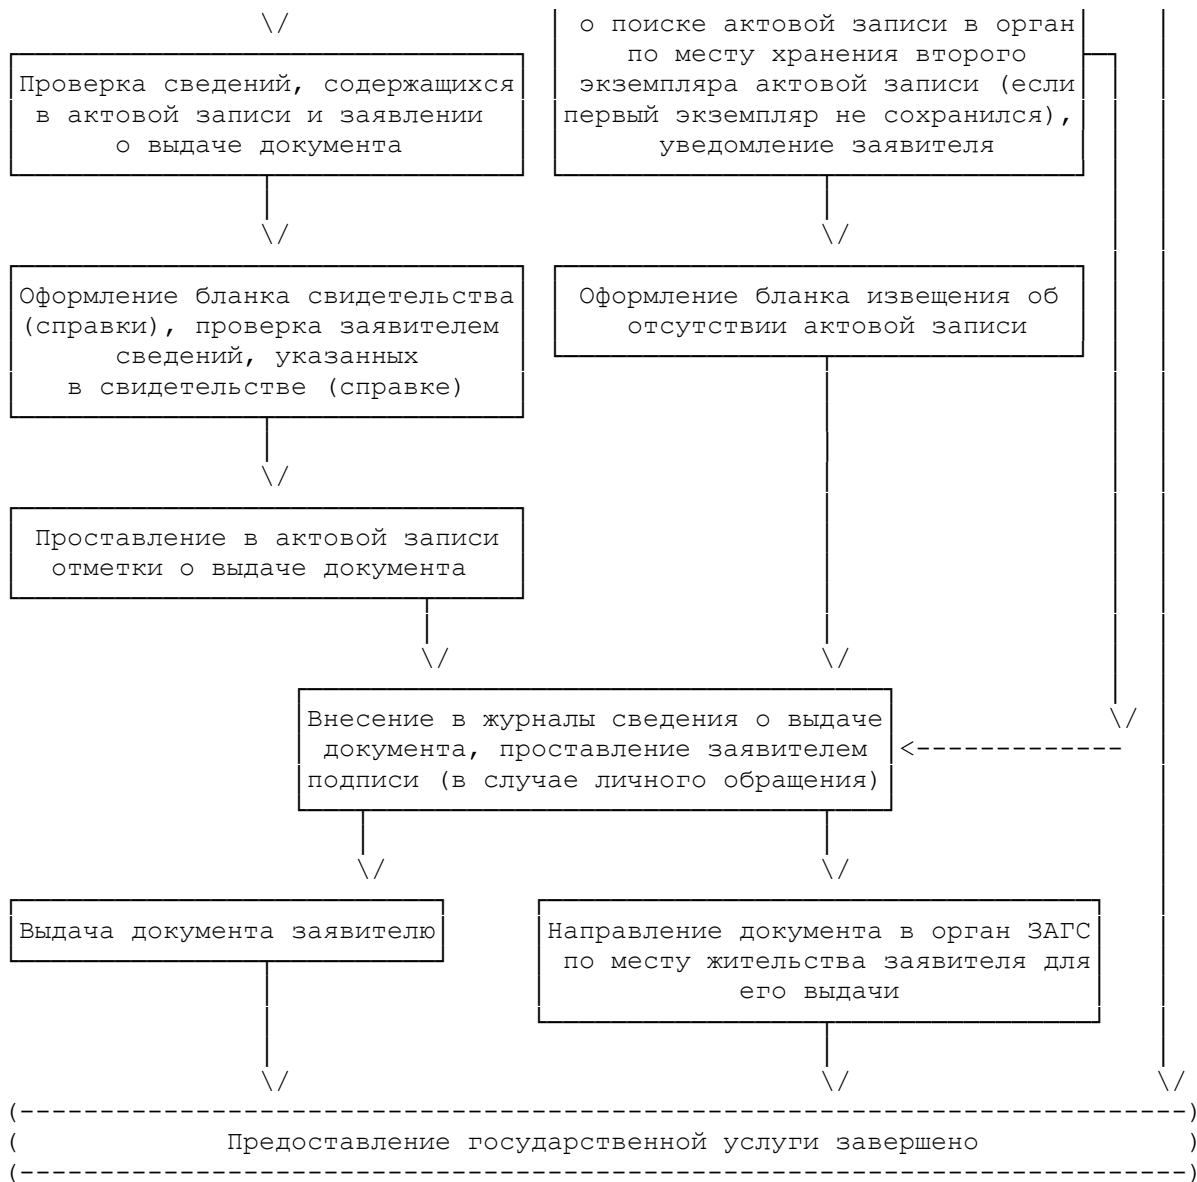 о поиске актовой записи в орган
по месту хранения второго
экземпляра актовой записи (если
первый экземпляр не сохранился),
уведомление заявителя
Проверка сведений, содержащихся
в актовой записи и заявлении
о выдаче документа
Оформление бланка свидетельства
(справки), проверка заявителем
сведений, указанных
в свидетельстве (справке)
Оформление бланка извещения об
отсутствии актовой записи
Проставление в актовой записи
отметки о выдаче документа
Внесение в журналы сведения о выдаче
документа, проставление заявителем
подписи (в случае личного обращения)
Выдача документа заявителю
Направление документа в орган ЗАГС
по месту жительства заявителя для
его выдачи
Предоставление государственной услуги завершено